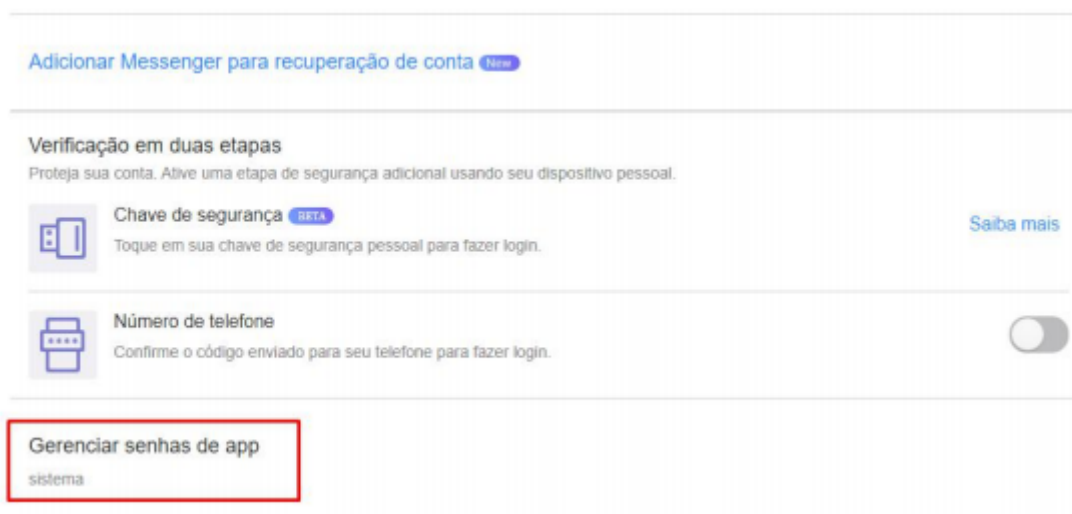 Adicionar Messenger para recuperação de conta New
Verificação em duas etapas
Proteja sua conta. Ative uma etapa de segurança adicional usando seu dispositivo pessoal.
Chave de segurança BETA
Saiba mais
Toque em sua chave de segurança pessoal para fazer login.
Número de telefone
Confirme o código enviado para seu telefone para fazer login.
Gerenciar senhas de app
sistema